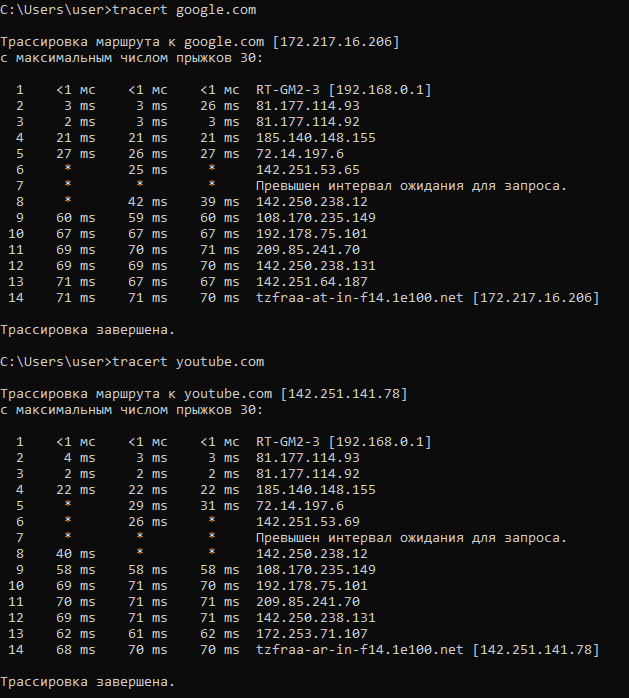 C:\Users\user>tracert google.com
Трассировка маршрута к google.com [172.217.16.206]
с максимальным числом прыжков 30:
1 <1 мс <1 мс <1 мс RT-GM2-3 [192.168.0.1]
2 3 ms 3 ms 26 ms 81.177.114.93
3 2 ms 3 ms 3 ms 81.177.114.92
4 21 ms 21 ms 21 ms 185.140.148.155
5 27 ms 26 ms 27 ms 72.14.197.6
6 * 25 ms * 142.251.53.65
7 * * * Превышен интервал ожидания для запроса.
8 * 42 ms 39 ms 142.250.238.12
9 60 ms 59 ms 60 ms 108.170.235.149
10 67 ms 67 ms 67 ms 192.178.75.101
11 69 ms 70 ms 71 ms 209.85.241.70
12 69 ms 69 ms 70 ms 142.250.238.131
13 71 ms 67 ms 67 ms 142.251.64.187
14 71 ms 71 ms 70 ms tzfraa-at-in-f14.1e100.net [172.217.16.206]
Трассировка завершена.
C:\Users\user>tracert youtube.com
Трассировка маршрута к youtube.com [142.251.141.78]
с максимальным числом прыжков 30:
1 <1 мс <1 мс <1 мс RT-GM2-3 [192.168.0.1]
2 4 ms 3 ms 3 ms 81.177.114.93
3 2 ms 2 ms 2 ms 81.177.114.92
4 22 ms 22 ms 22 ms 185.140.148.155
5 * 29 ms 31 ms 72.14.197.6
6 * 26 ms * 142.251.53.69
7 * * * Превышен интервал ожидания для запроса.
8 40 ms * * 142.250.238.12
9 58 ms 58 ms 58 ms 108.170.235.149
10 69 ms 71 ms 70 ms 192.178.75.101
11 70 ms 71 ms 71 ms 209.85.241.70
12 69 ms 71 ms 71 ms 142.250.238.131
13 62 ms 61 ms 62 ms 172.253.71.107
14 68 ms 70 ms 70 ms tzfraa-ar-in-f14.1e100.net [142.251.141.78]
Трассировка завершена.